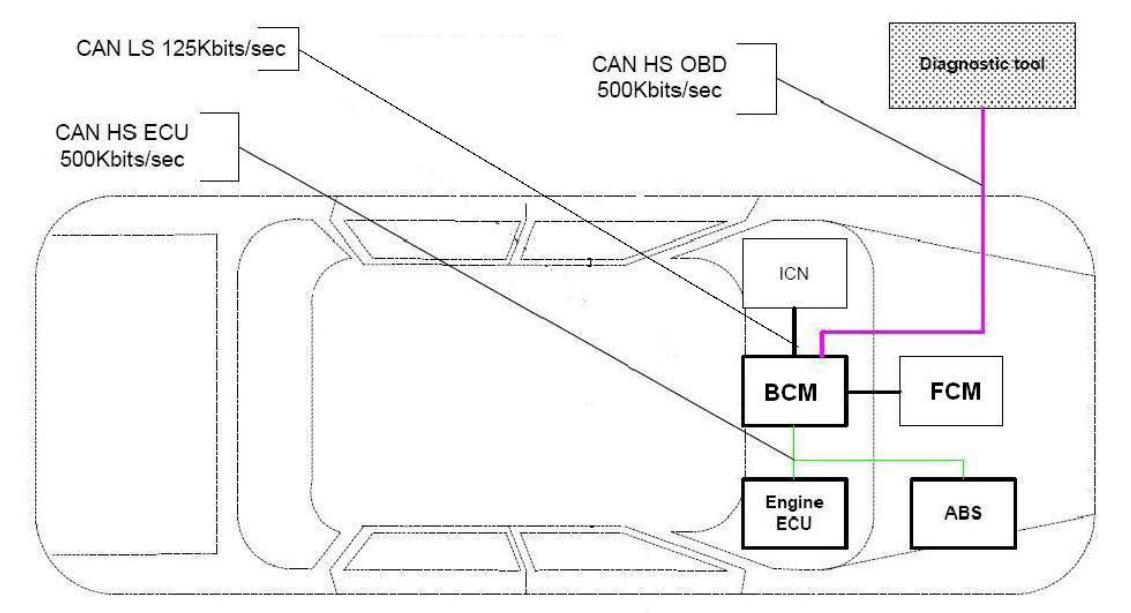 CAN LS 125Kbits/sec
CAN HS OBD
500Kbits/sec
Diagnostic tool
CAN HS ECU
500Kbits/sec
ICN
BCM
FCM
Engine
ECU
ABS